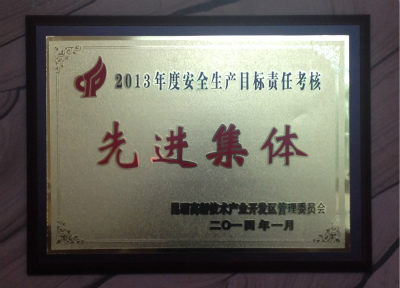 2013年度安全生产目标责任考核
先进集体
昆明高新技术产业开发区管理委员会
二〇一四年一月